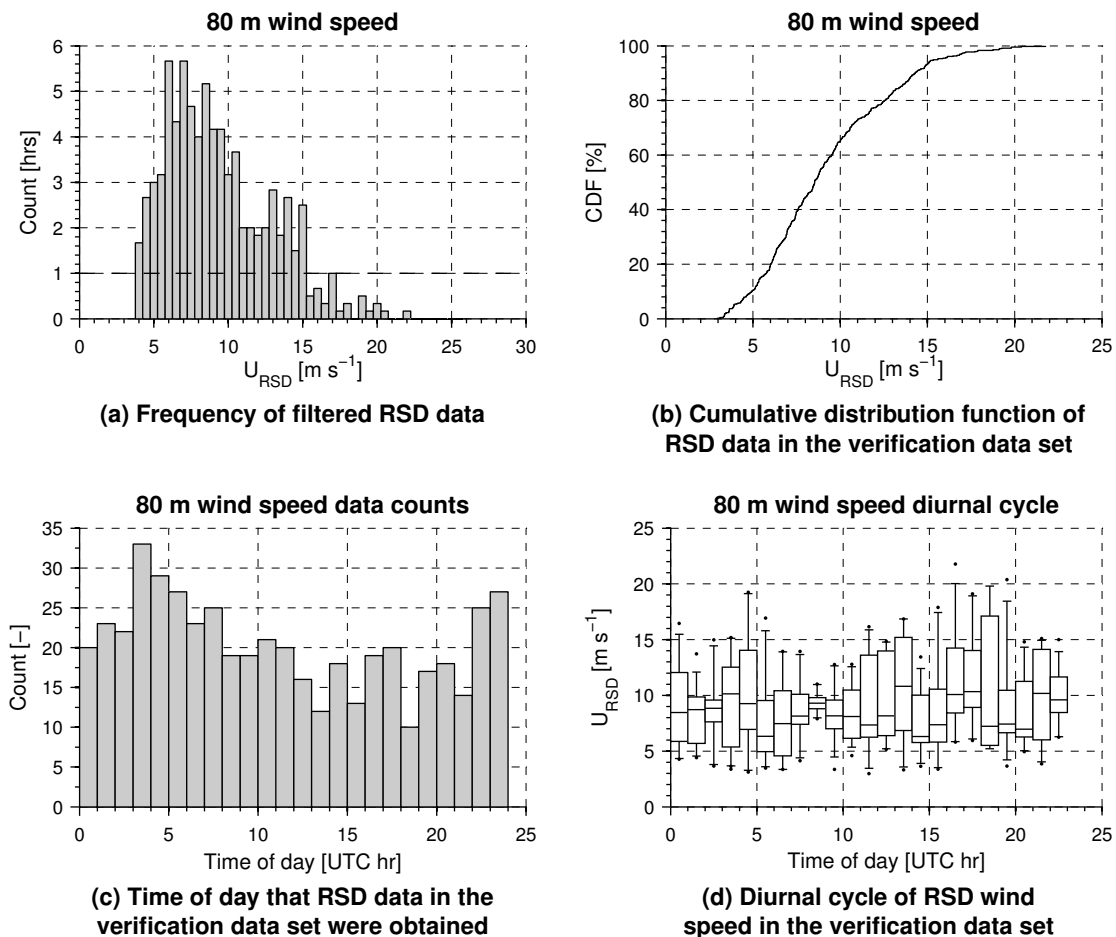 80 m wind speed
6
5
4
3
2
1
0
Count [hrs]
0 5 10 15 20 25 30
U_RSD [m s⁻¹]
(a) Frequency of filtered RSD data
80 m wind speed
100
80
60
40
20
0
CDF [%]
0 5 10 15 20 25
U_RSD [m s⁻¹]
(b) Cumulative distribution function of
RSD data in the verification data set
80 m wind speed data counts
35
30
25
20
15
10
5
0
Count [−]
0 5 10 15 20 25
Time of day [UTC hr]
(c) Time of day that RSD data in the
verification data set were obtained
80 m wind speed diurnal cycle
25
20
15
10
5
0
U_RSD [m s⁻¹]
0 5 10 15 20 25
Time of day [UTC hr]
(d) Diurnal cycle of RSD wind
speed in the verification data set